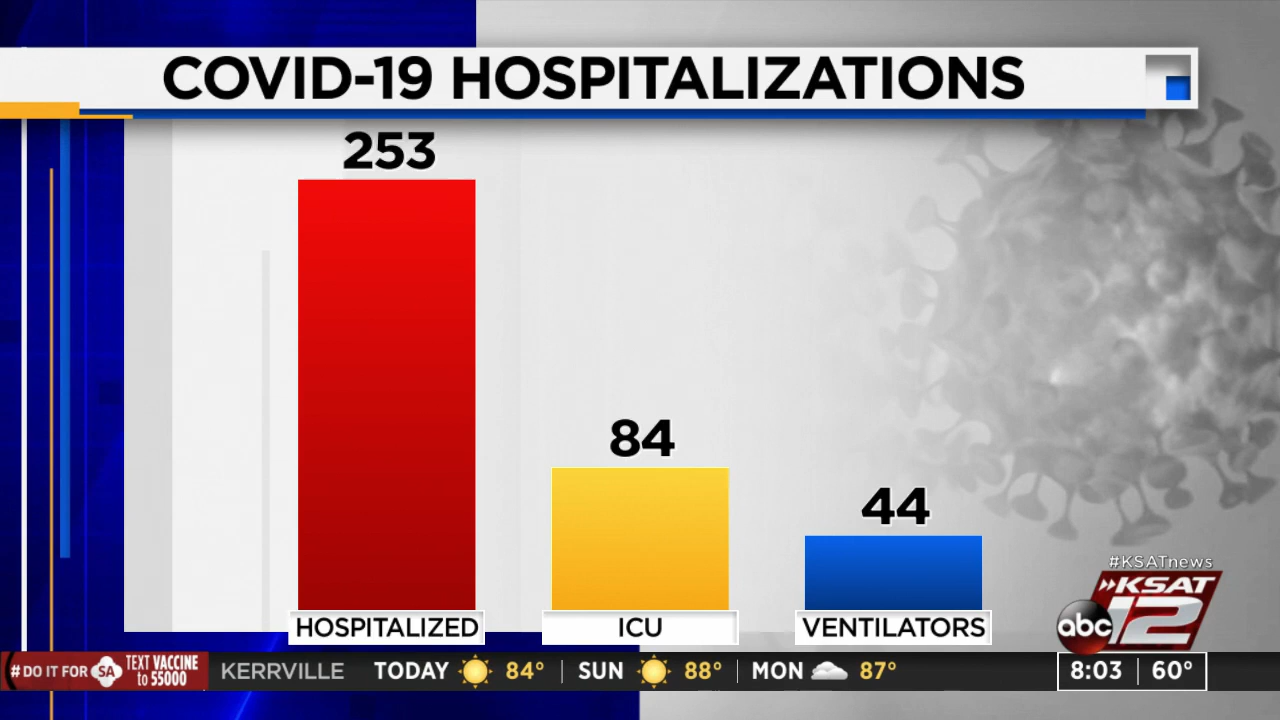 COVID-19 HOSPITALIZATIONS
253
84
44
HOSPITALIZED
ICU
VENTILATORS
#KSATnews
KSAT
abc 12
#DO IT FOR SA TEXT VACCINE
to 55000
KERRVILLE TODAY 84° SUN 88° MON 87°
8:03 60°